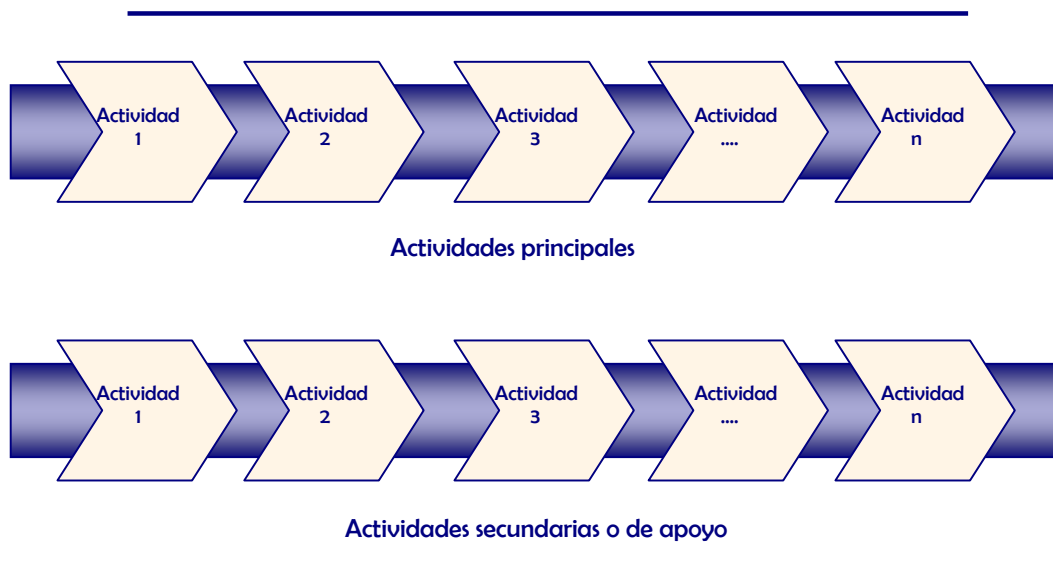 Actividad
1
Actividad
2
Actividad
3
Actividad
....
Actividad
n
Actividades principales
Actividad
1
Actividad
2
Actividad
3
Actividad
....
Actividad
n
Actividades secundarias o de apoyo